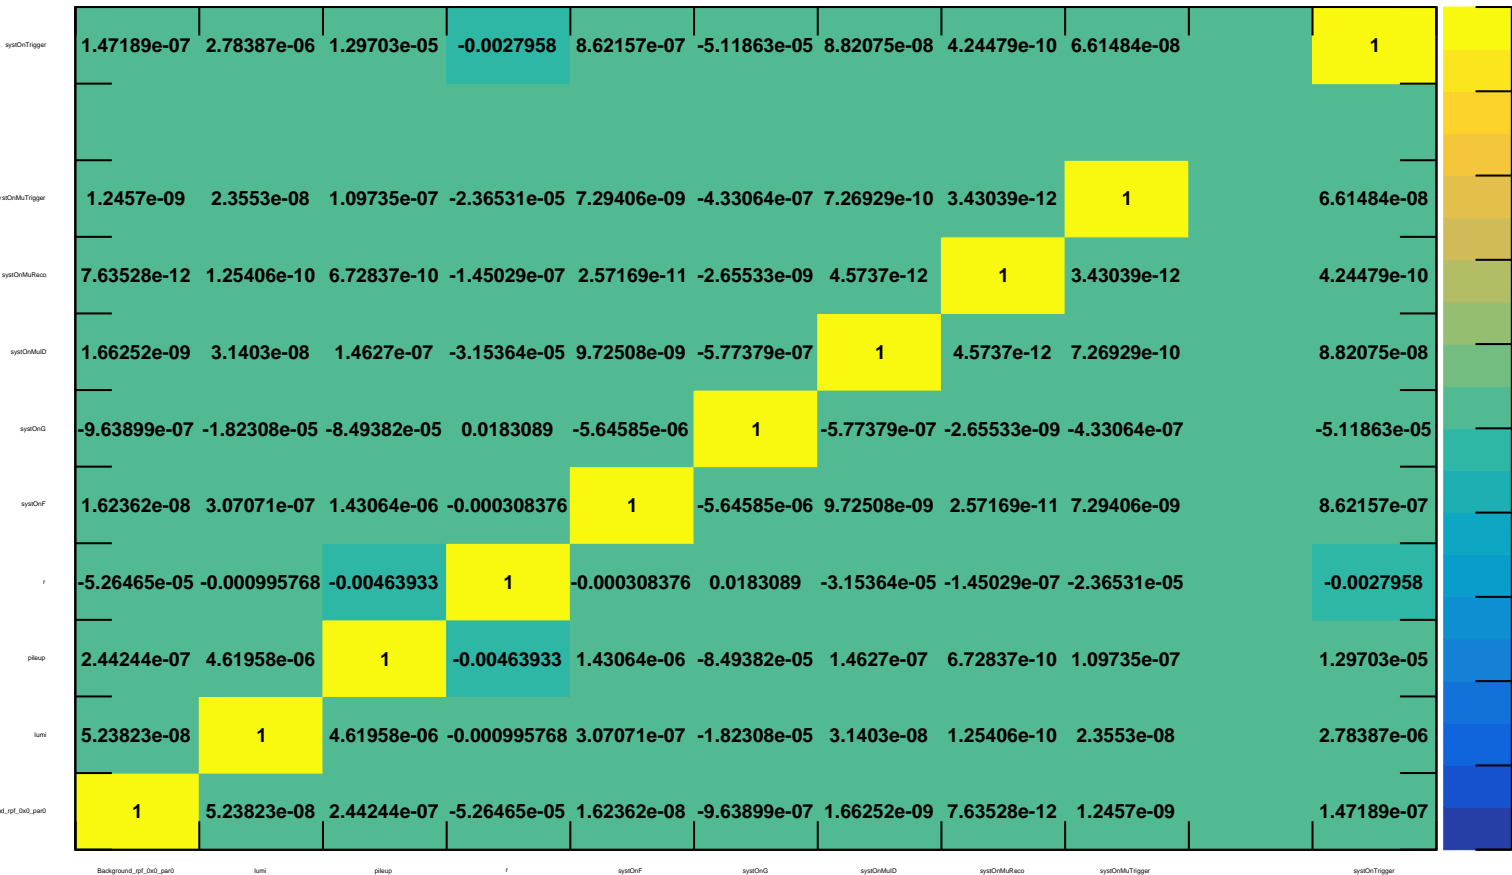 systOnTrigger 1.47189e-07 2.78387e-06 1.29703e-05 -0.0027958 8.62157e-07 -5.11863e-05 8.82075e-08 4.24479e-10 6.61484e-08 1
stOnMuTrigger 1.2457e-09 2.3553e-08 1.09735e-07 -2.36531e-05 7.29406e-09 -4.33064e-07 7.26929e-10 3.43039e-12 1 6.61484e-08
systOnMuReco 7.63528e-12 1.25406e-10 6.72837e-10 -1.45029e-07 2.57169e-11 -2.65533e-09 4.5737e-12 1 3.43039e-12 4.24479e-10
systOnMuID 1.66252e-09 3.1403e-08 1.4627e-07 -3.15364e-05 9.72508e-09 -5.77379e-07 1 4.5737e-12 7.26929e-10 8.82075e-08
systOnG -9.63899e-07 -1.82308e-05 -8.49382e-05 0.0183089 -5.64585e-06 1 -5.77379e-07 -2.65533e-09 -4.33064e-07 -5.11863e-05
systOnF 1.62362e-08 3.07071e-07 1.43064e-06 -0.000308376 1 -5.64585e-06 9.72508e-09 2.57169e-11 7.29406e-09 8.62157e-07
r -5.26465e-05 -0.000995768 -0.00463933 1 -0.000308376 0.0183089 -3.15364e-05 -1.45029e-07 -2.36531e-05 -0.0027958
pileup 2.44244e-07 4.61958e-06 1 -0.00463933 1.43064e-06 -8.49382e-05 1.4627e-07 6.72837e-10 1.09735e-07 1.29703e-05
lumi 5.23823e-08 1 4.61958e-06 -0.000995768 3.07071e-07 -1.82308e-05 3.1403e-08 1.25406e-10 2.3553e-08 2.78387e-06
d_rpf_0x0_par0 1 5.23823e-08 2.44244e-07 -5.26465e-05 1.62362e-08 -9.63899e-07 1.66252e-09 7.63528e-12 1.2457e-09 1.47189e-07
Background_rpf_0x0_par0 lumi pileup r systOnF systOnG systOnMuID systOnMuReco systOnMuTrigger systOnTrigger